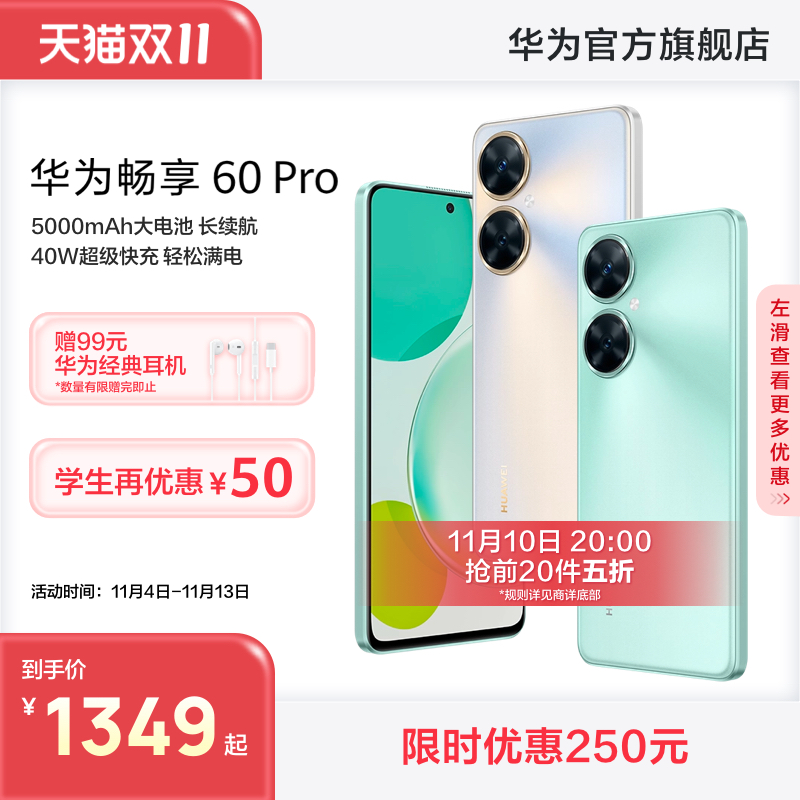 天猫双11
华为官方旗舰店
华为畅享 60 Pro
5000mAh大电池 长续航
40W超级快充 轻松满电
赠99元
华为经典耳机
*数量有限赠完即止
学生再优惠¥50
左滑查看更多优惠
HUAWEI
11月10日 20:00
抢前20件五折
*规则详见商详底部
活动时间：11月4日-11月13日
到手价
¥1349起
限时优惠250元